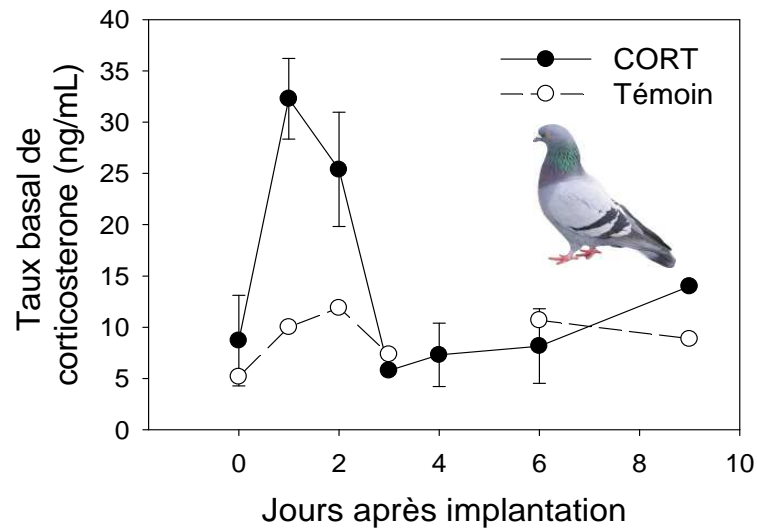 40
35
30
25
20
15
10
5
0
Taux basal de
corticosterone (ng/mL)
CORT
Témoin
0 2 4 6 8 10
Jours après implantation